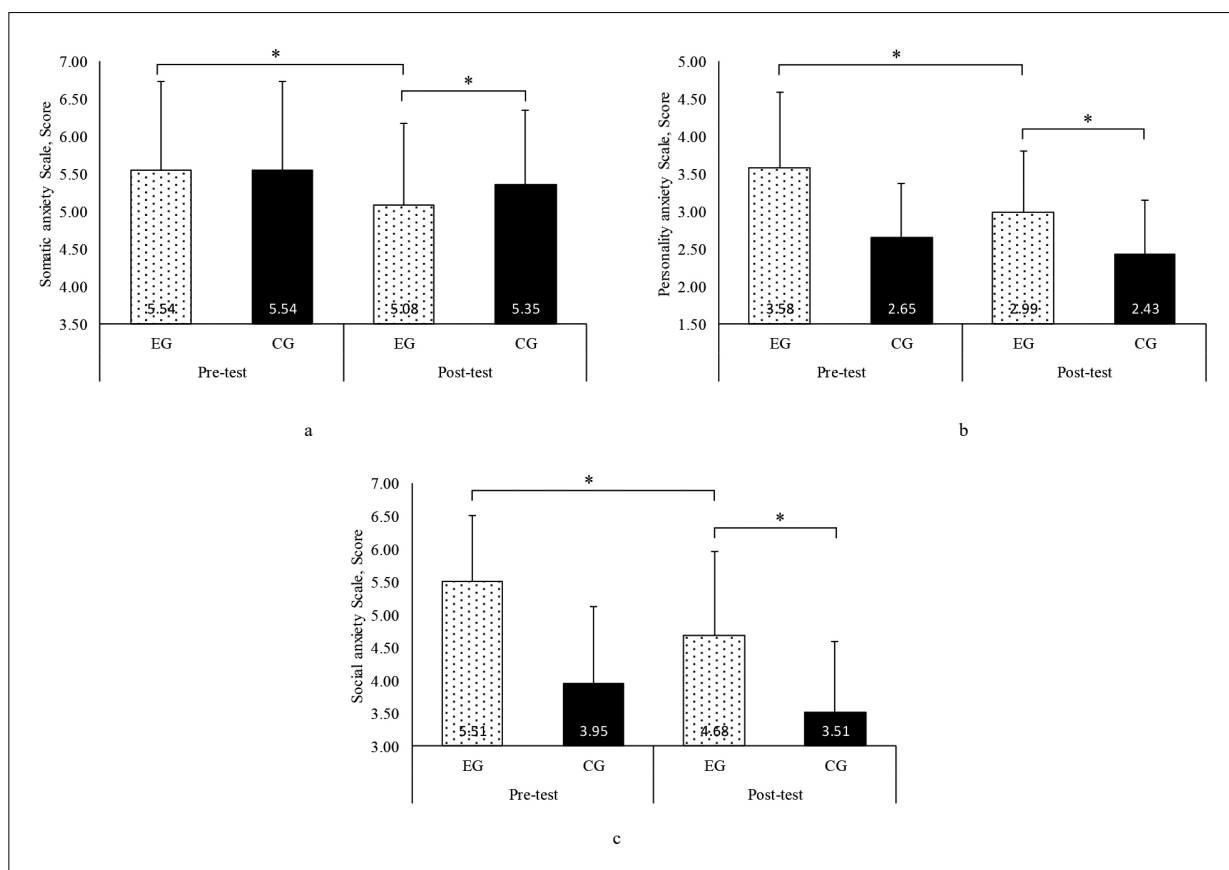 Somatic anxiety Scale, Score
7.00
6.50
6.00
5.50
5.00
4.50
4.00
3.50
*
*
5.54 5.54 5.08 5.35
EG CG EG CG
Pre-test Post-test
a
Personality anxiety Scale, Score
5.00
4.50
4.00
3.50
3.00
2.50
2.00
1.50
*
*
3.58 2.65 2.99 2.43
EG CG EG CG
Pre-test Post-test
b
Social anxiety Scale, Score
7.00
6.50
6.00
5.50
5.00
4.50
4.00
3.50
3.00
*
*
5.51 3.95 4.68 3.51
EG CG EG CG
Pre-test Post-test
c